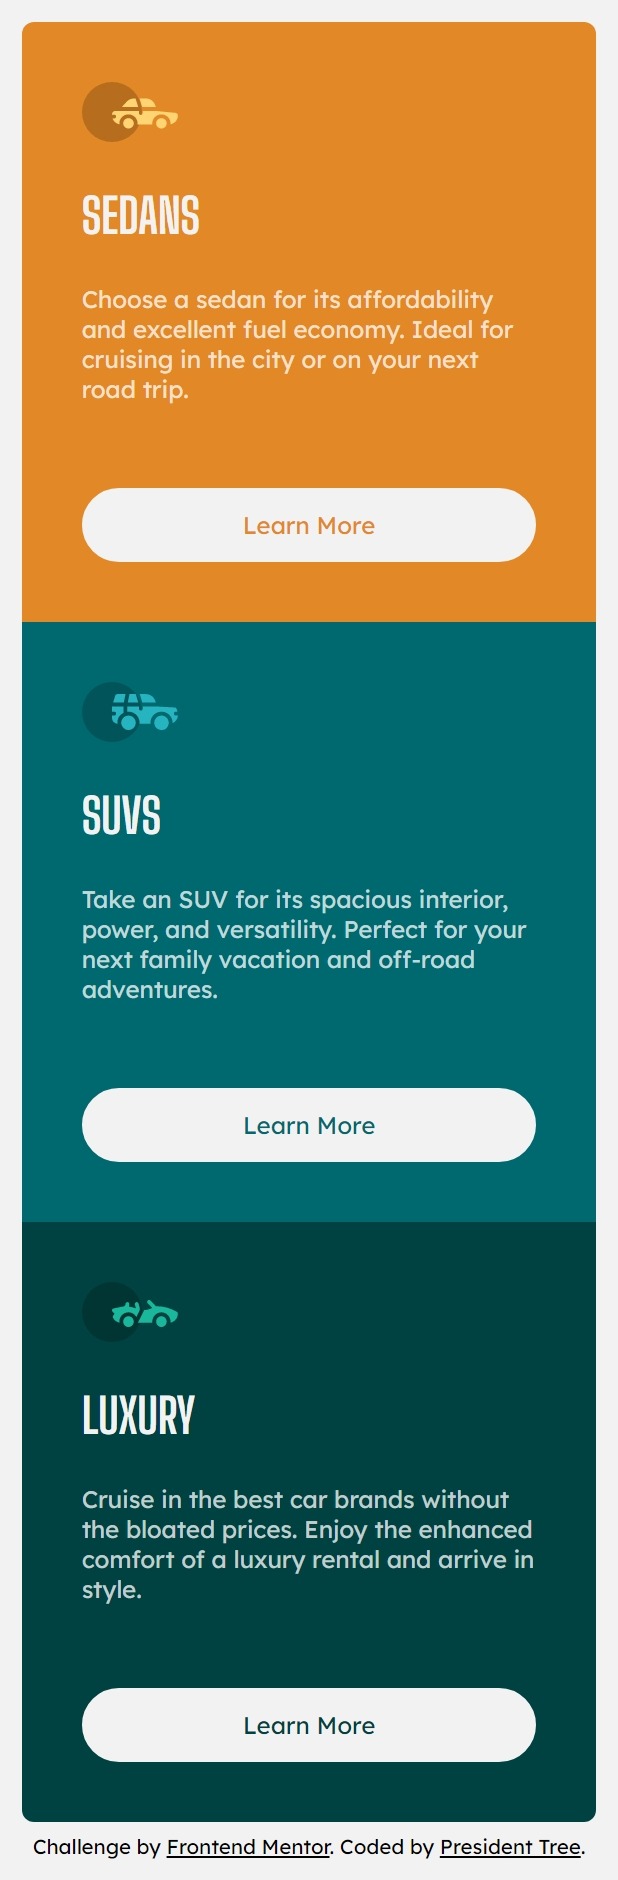 SEDANS
Choose a sedan for its affordability
and excellent fuel economy. Ideal for
cruising in the city or on your next
road trip.
Learn More
SUVS
Take an SUV for its spacious interior,
power, and versatility. Perfect for your
next family vacation and off-road
adventures.
Learn More
LUXURY
Cruise in the best car brands without
the bloated prices. Enjoy the enhanced
comfort of a luxury rental and arrive in
style.
Learn More
Challenge by Frontend Mentor. Coded by President Tree.